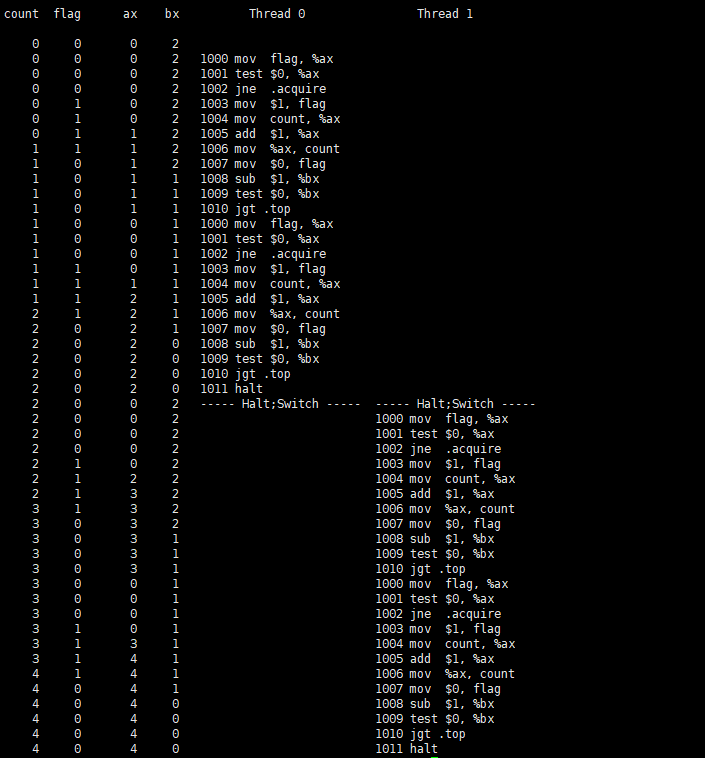 count  flag      ax    bx          Thread 0                Thread 1
    0     0       0     2
    0     0       0     2   1000 mov  flag, %ax
    0     0       0     2   1001 test $0, %ax
    0     0       0     2   1002 jne  .acquire
    0     1       0     2   1003 mov  $1, flag
    0     1       0     2   1004 mov  count, %ax
    0     1       1     2   1005 add  $1, %ax
    1     1       1     2   1006 mov  %ax, count
    1     0       1     2   1007 mov  $0, flag
    1     0       1     1   1008 sub  $1, %bx
    1     0       1     1   1009 test $0, %bx
    1     0       1     1   1010 jgt .top
    1     0       0     1   1000 mov  flag, %ax
    1     0       0     1   1001 test $0, %ax
    1     0       0     1   1002 jne  .acquire
    1     1       0     1   1003 mov  $1, flag
    1     1       1     1   1004 mov  count, %ax
    1     1       2     1   1005 add  $1, %ax
    2     1       2     1   1006 mov  %ax, count
    2     0       2     1   1007 mov  $0, flag
    2     0       2     0   1008 sub  $1, %bx
    2     0       2     0   1009 test $0, %bx
    2     0       2     0   1010 jgt .top
    2     0       2     0   1011 halt
    2     0       0     2   ----- Halt;Switch -----  ----- Halt;Switch -----
    2     0       0     2                            1000 mov  flag, %ax
    2     0       0     2                            1001 test $0, %ax
    2     0       0     2                            1002 jne  .acquire
    2     1       0     2                            1003 mov  $1, flag
    2     1       2     2                            1004 mov  count, %ax
    2     1       3     2                            1005 add  $1, %ax
    3     1       3     2                            1006 mov  %ax, count
    3     0       3     2                            1007 mov  $0, flag
    3     0       3     1                            1008 sub  $1, %bx
    3     0       3     1                            1009 test $0, %bx
    3     0       3     1                            1010 jgt .top
    3     0       0     1                            1000 mov  flag, %ax
    3     0       0     1                            1001 test $0, %ax
    3     0       0     1                            1002 jne  .acquire
    3     1       0     1                            1003 mov  $1, flag
    3     1       3     1                            1004 mov  count, %ax
    3     1       4     1                            1005 add  $1, %ax
    4     1       4     1                            1006 mov  %ax, count
    4     0       4     1                            1007 mov  $0, flag
    4     0       4     0                            1008 sub  $1, %bx
    4     0       4     0                            1009 test $0, %bx
    4     0       4     0                            1010 jgt .top
    4     0       4     0                            1011 halt